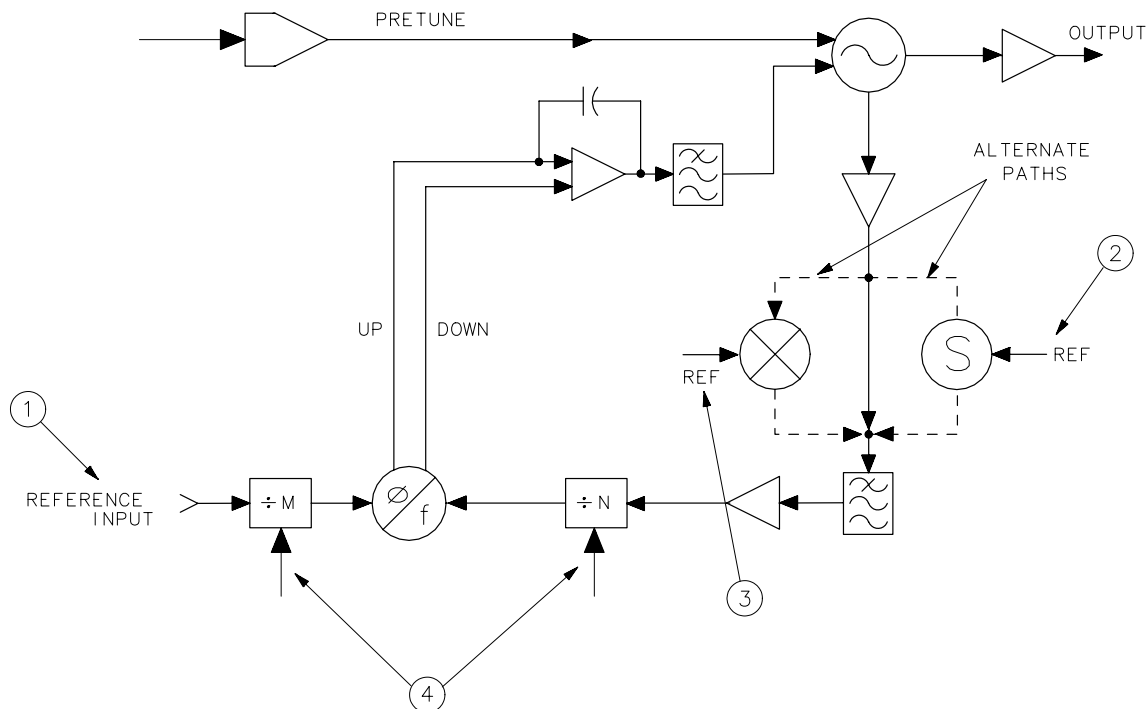 PRETUNE
OUTPUT
ALTERNATE
PATHS
2
UP
DOWN
S
REF
REF
1
REFERENCE
INPUT
÷ M
ø
f
÷ N
3
4